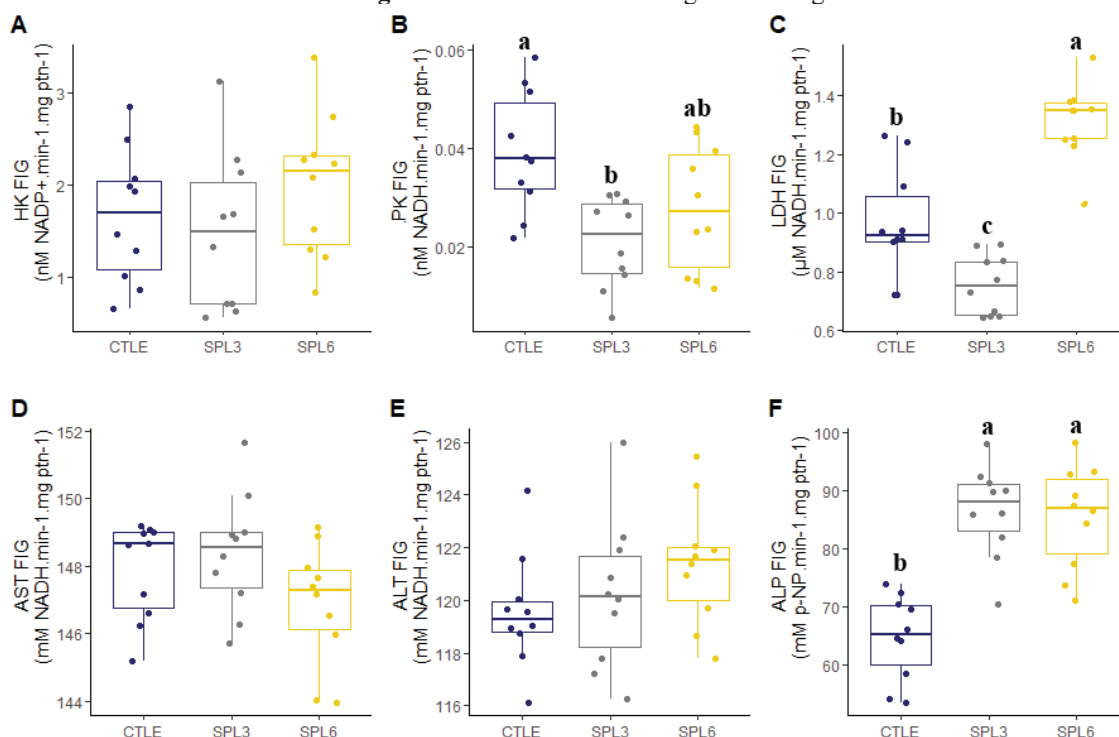 A
HK FIG
(nM NADP+.min-1.mg ptn-1)
3
2
1
CTLE SPL3 SPL6
B
.PK FIG
(nM NADH.min-1.mg ptn-1)
0.06
0.04
0.02
a
b
ab
CTLE SPL3 SPL6
C
LDH FIG
(µM NADH.min-1.mg ptn-1)
1.4
1.2
1.0
0.8
0.6
b
c
a
CTLE SPL3 SPL6
D
AST FIG
(mM NADH.min-1.mg ptn-1)
152
150
148
146
144
CTLE SPL3 SPL6
E
ALT FIG
(mM NADH.min-1.mg ptn-1)
126
124
122
120
118
116
CTLE SPL3 SPL6
F
ALP FIG
(mM p-NP.min-1.mg ptn-1)
100
90
80
70
60
b
a
a
CTLE SPL3 SPL6